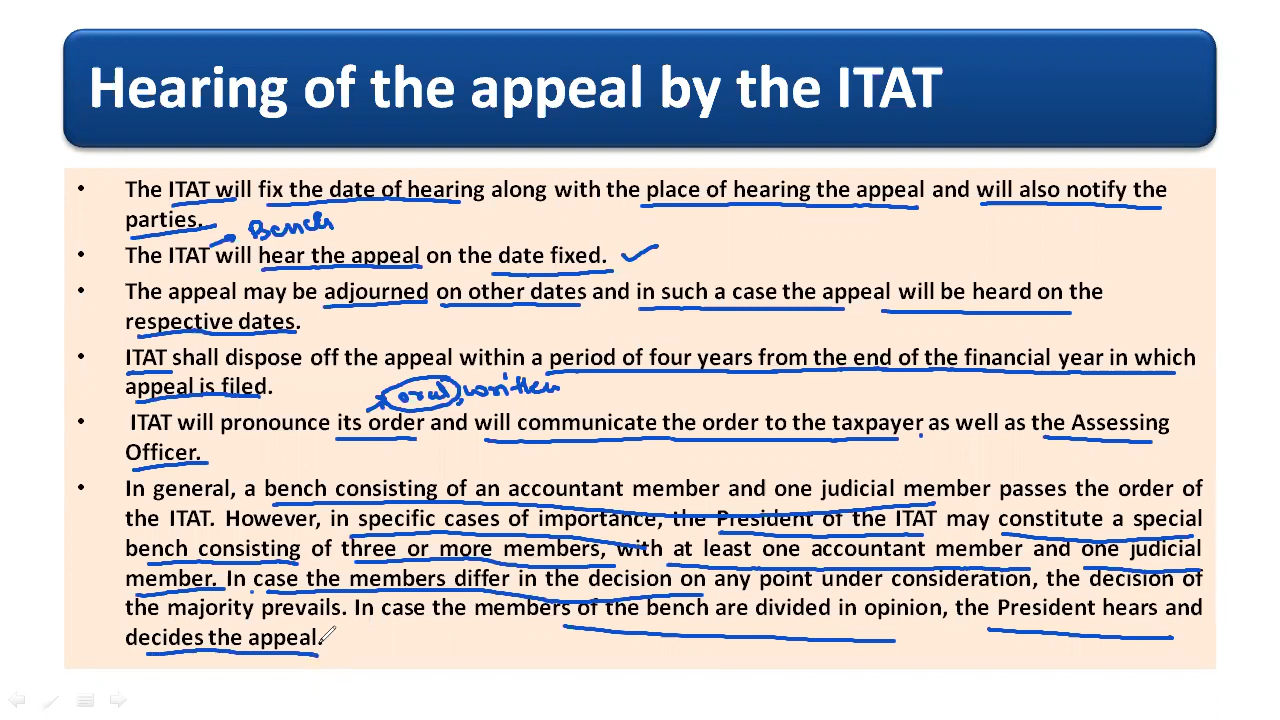 Hearing of the appeal by the ITAT
• The ITAT will fix the date of hearing along with the place of hearing the appeal and will also notify the
parties.
Bench
• The ITAT will hear the appeal on the date fixed.
• The appeal may be adjourned on other dates and in such a case the appeal will be heard on the
respective dates.
• ITAT shall dispose off the appeal within a period of four years from the end of the financial year in which
appeal is filed.
oral, written
• ITAT will pronounce its order and will communicate the order to the taxpayer as well as the Assessing
Officer.
• In general, a bench consisting of an accountant member and one judicial member passes the order of
the ITAT. However, in specific cases of importance, the President of the ITAT may constitute a special
bench consisting of three or more members, with at least one accountant member and one judicial
member. In case the members differ in the decision on any point under consideration, the decision of
the majority prevails. In case the members of the bench are divided in opinion, the President hears and
decides the appeal.